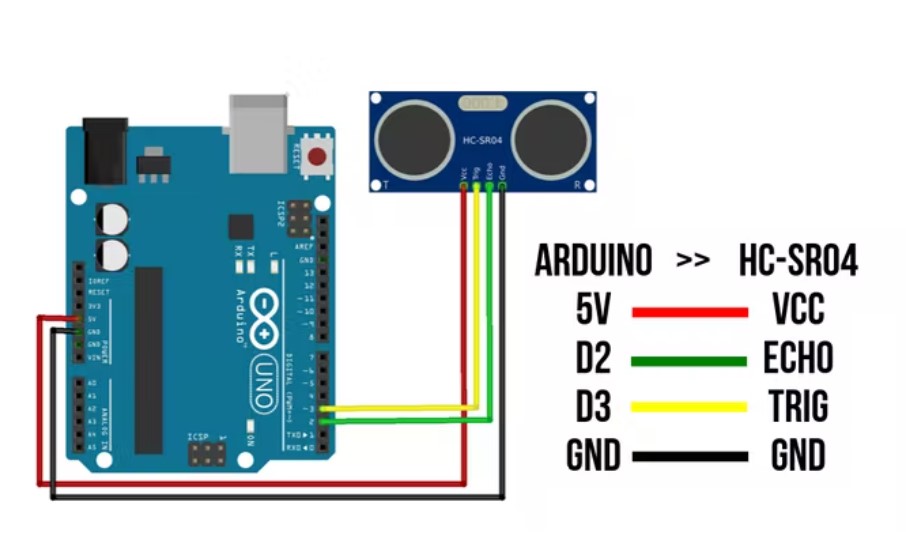 HC-SR04
Vcc
Trig
Echo
Gnd
T
R
RESET
ICSP2
AREF
GND
13
12
~11
~10
~9
8
7
~6
~5
4
~3
2
TXD▶1
RXD◀0
DIGITAL (PWM~)
RX
TX
L
Arduino™
UNO
ON
ICSP
IOREF
RESET
3V3
5V
GND
GND
VIN
POWER
A0
A1
A2
A3
A4
A5
ANALOG IN
ARDUINO >> HC-SR04
5V VCC
D2 ECHO
D3 TRIG
GND GND